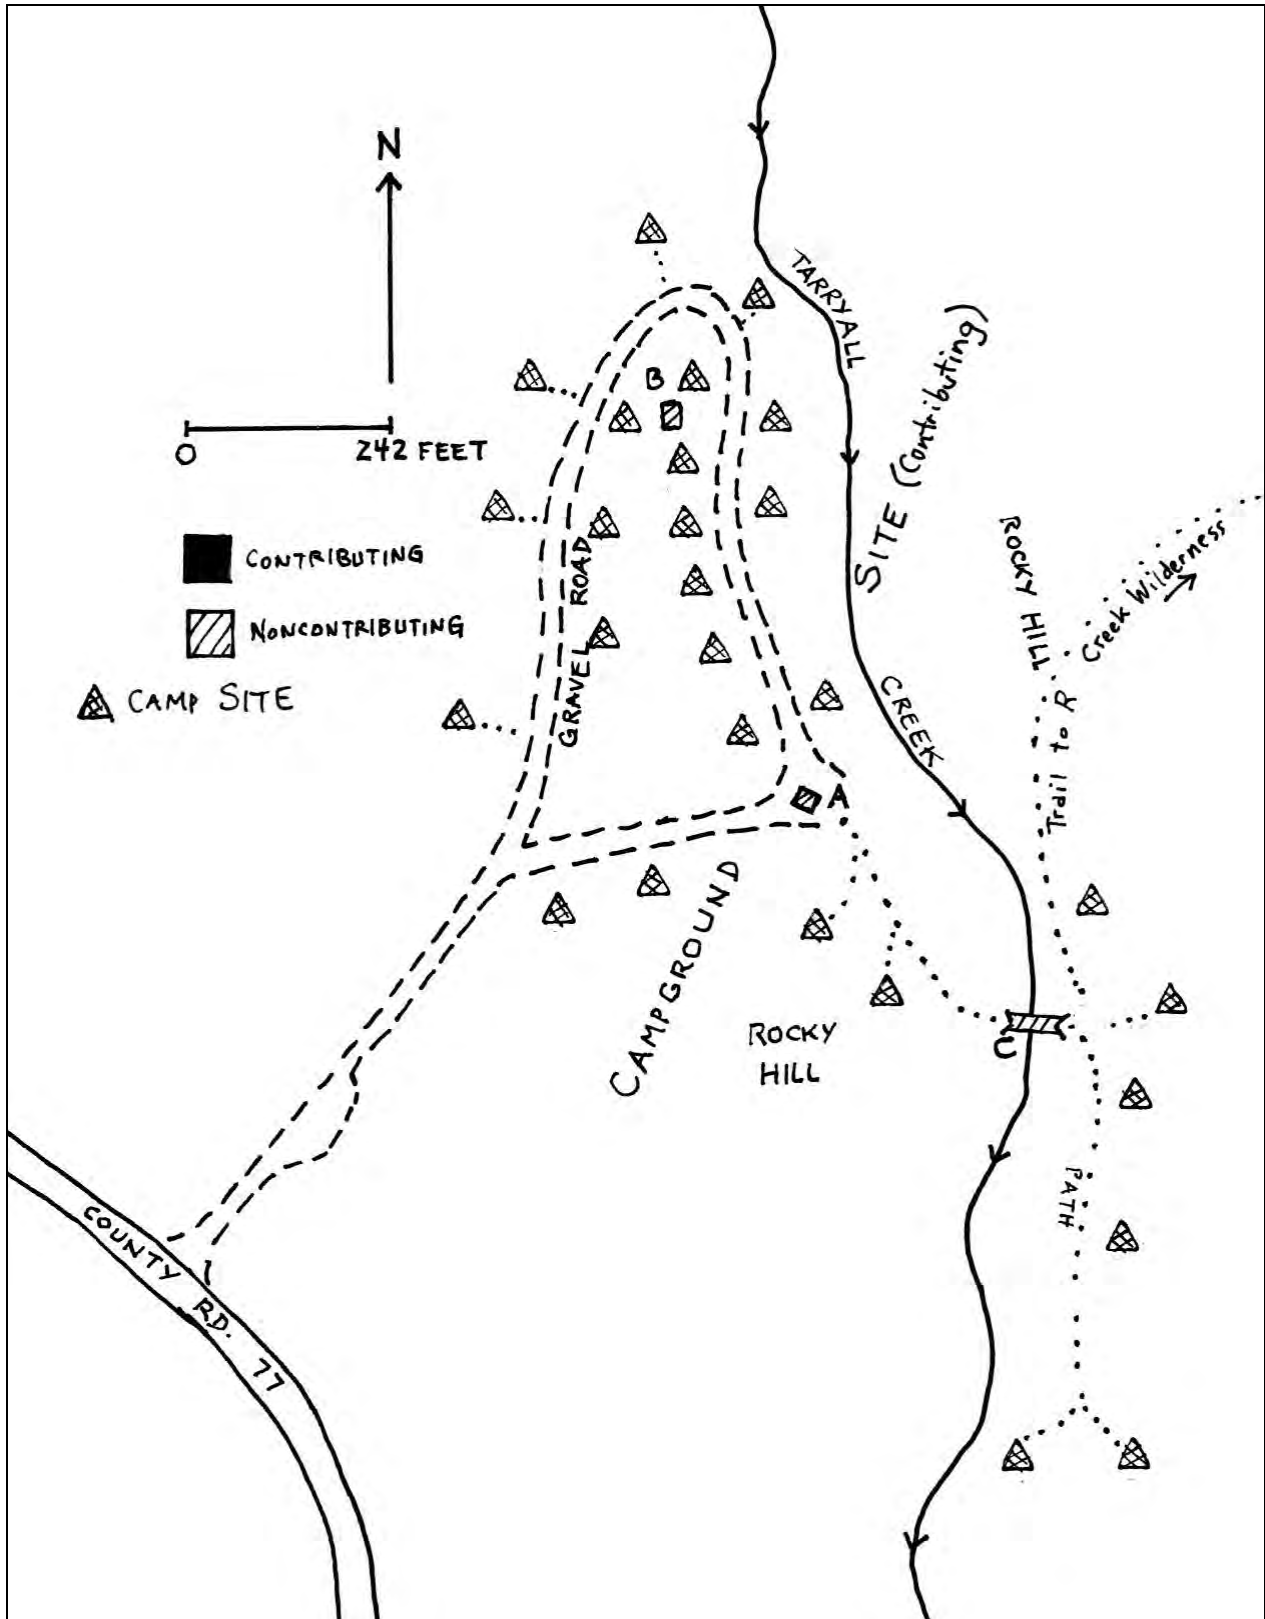 N
TARRYALL
SITE (Contributing)
B
0 242 FEET
CONTRIBUTING
NONCONTRIBUTING
CAMP SITE
GRAVEL ROAD
ROCKY HILL
Creek Wilderness
Trail to R
CREEK
A
CAMPGROUND
ROCKY
HILL
C
PATH
COUNTY RD. 77